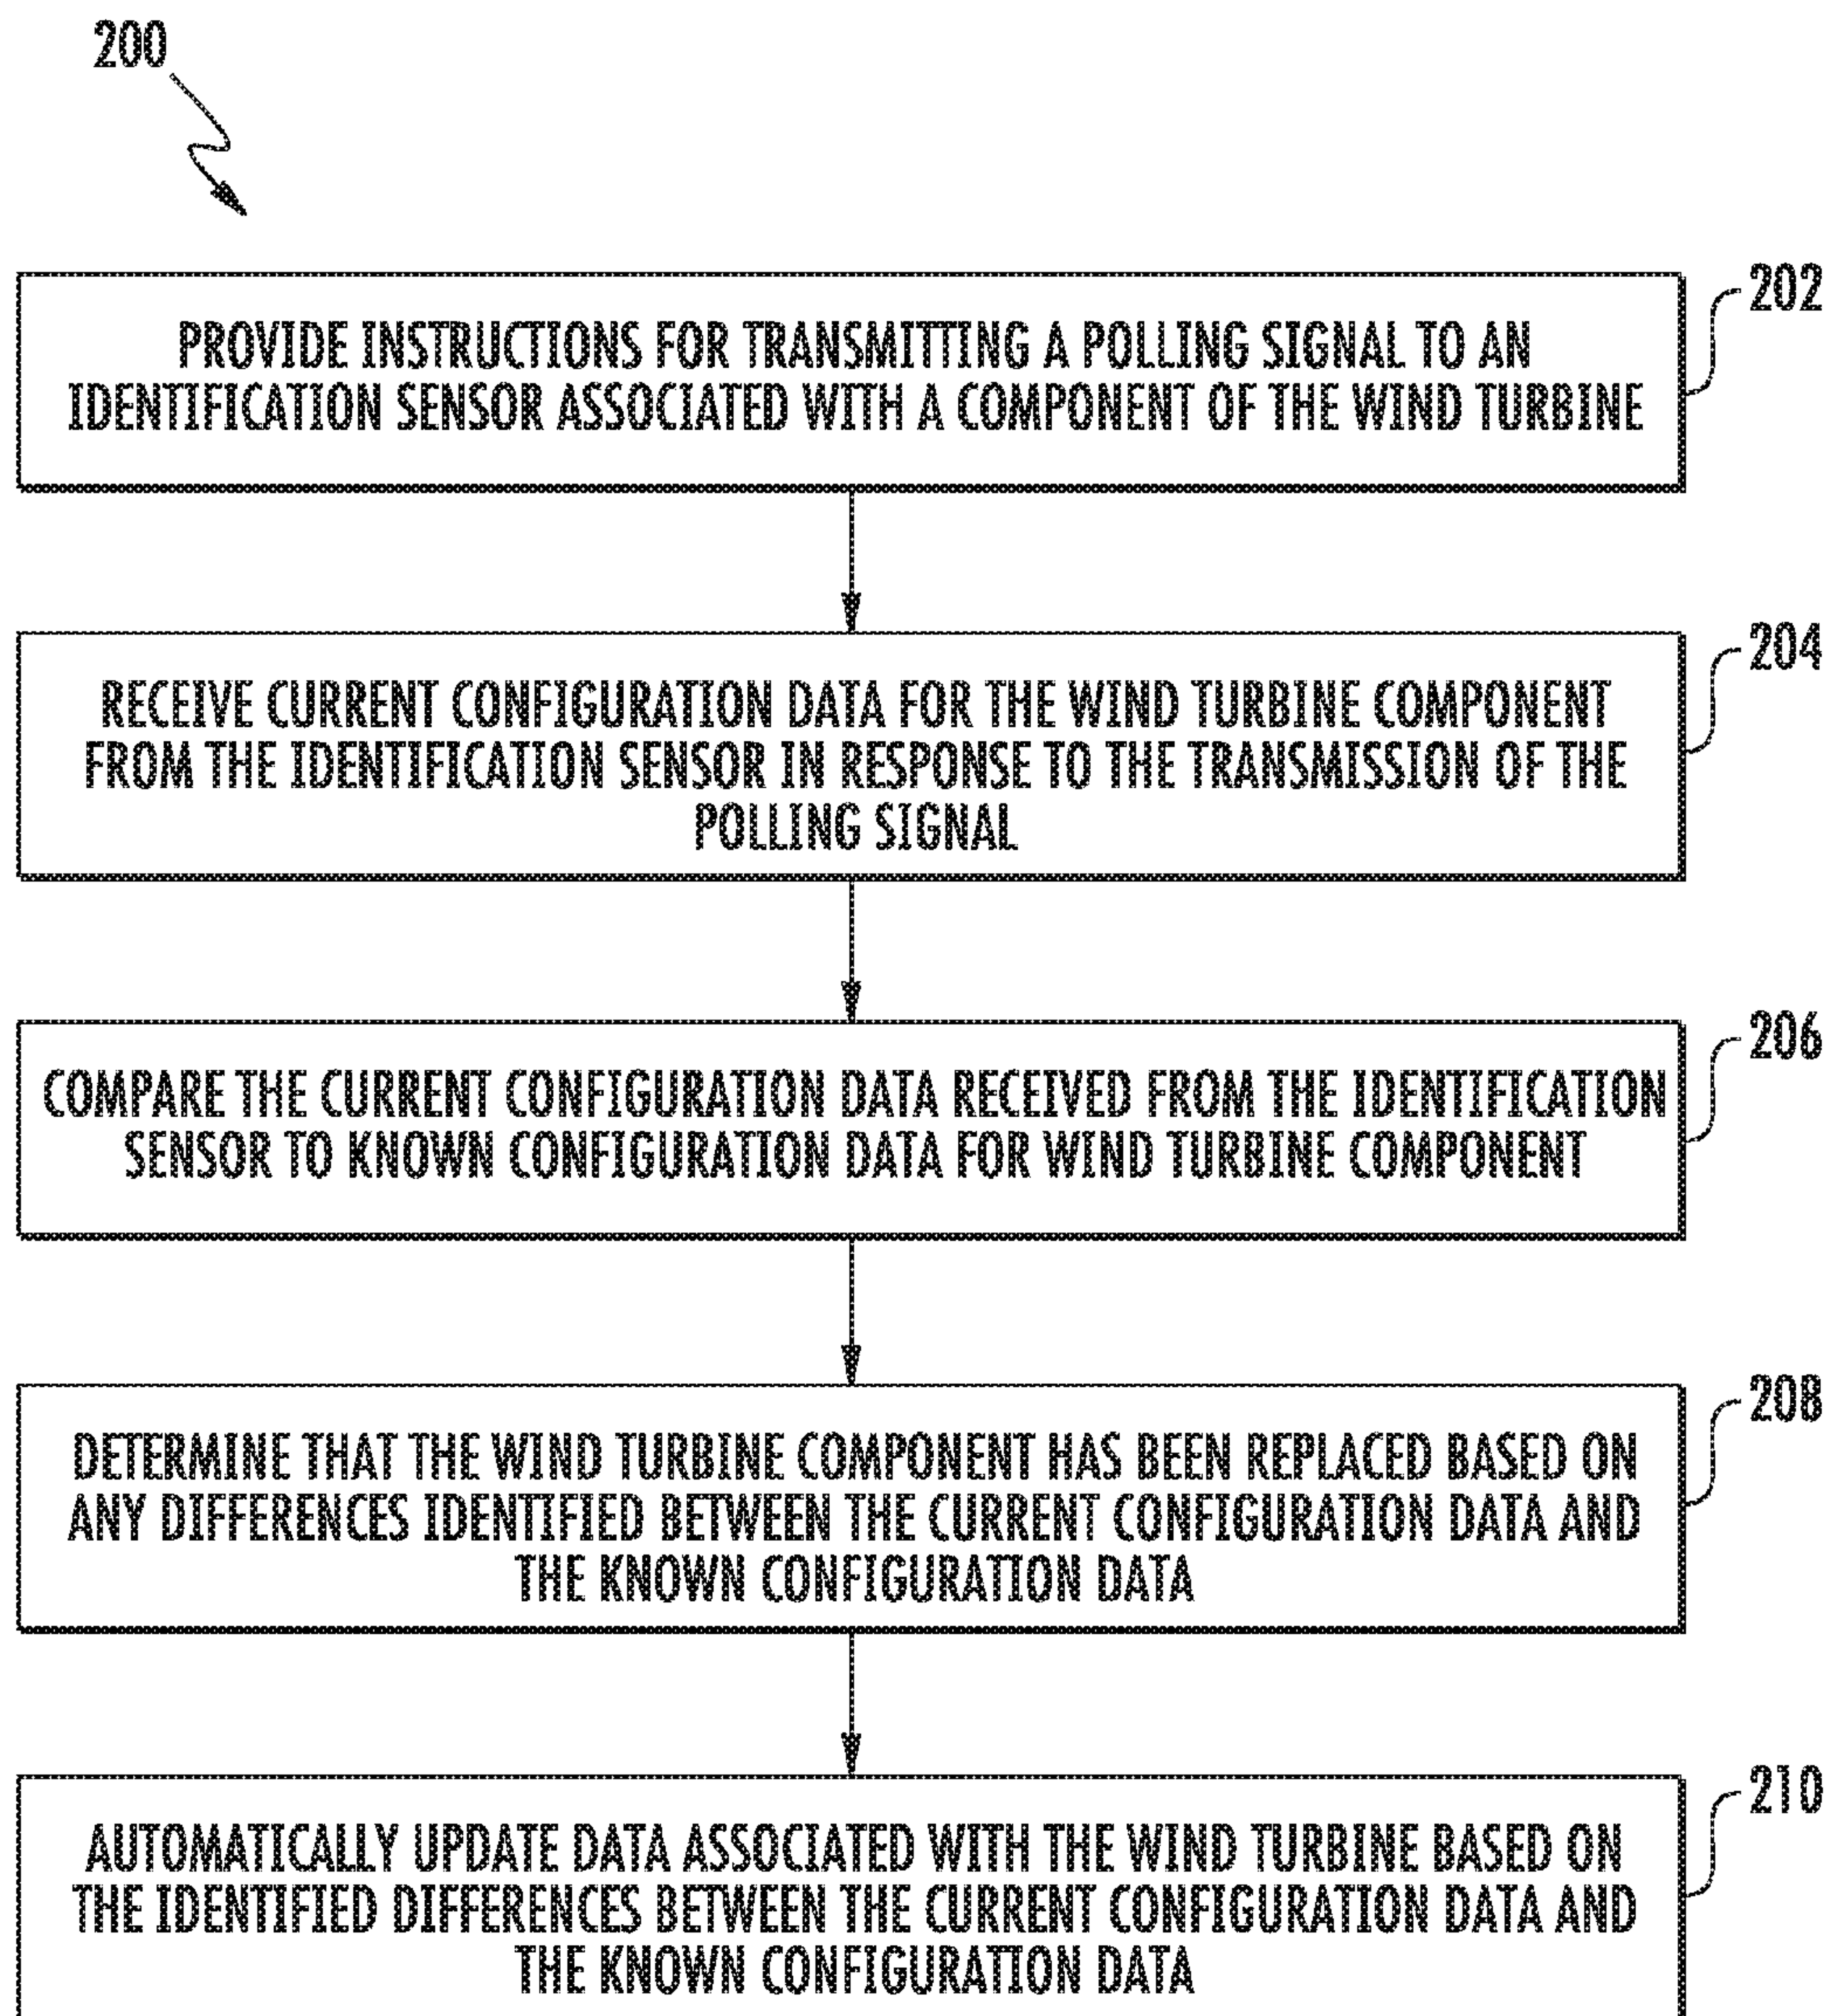 200
202
PROVIDE INSTRUCTIONS FOR TRANSMITTING A POLLING SIGNAL TO AN
IDENTIFICATION SENSOR ASSOCIATED WITH A COMPONENT OF THE WIND TURBINE
204
RECEIVE CURRENT CONFIGURATION DATA FOR THE WIND TURBINE COMPONENT
FROM THE IDENTIFICATION SENSOR IN RESPONSE TO THE TRANSMISSION OF THE
POLLING SIGNAL
206
COMPARE THE CURRENT CONFIGURATION DATA RECEIVED FROM THE IDENTIFICATION
SENSOR TO KNOWN CONFIGURATION DATA FOR WIND TURBINE COMPONENT
208
DETERMINE THAT THE WIND TURBINE COMPONENT HAS BEEN REPLACED BASED ON
ANY DIFFERENCES IDENTIFIED BETWEEN THE CURRENT CONFIGURATION DATA AND
THE KNOWN CONFIGURATION DATA
210
AUTOMATICALLY UPDATE DATA ASSOCIATED WITH THE WIND TURBINE BASED ON
THE IDENTIFIED DIFFERENCES BETWEEN THE CURRENT CONFIGURATION DATA AND
THE KNOWN CONFIGURATION DATA